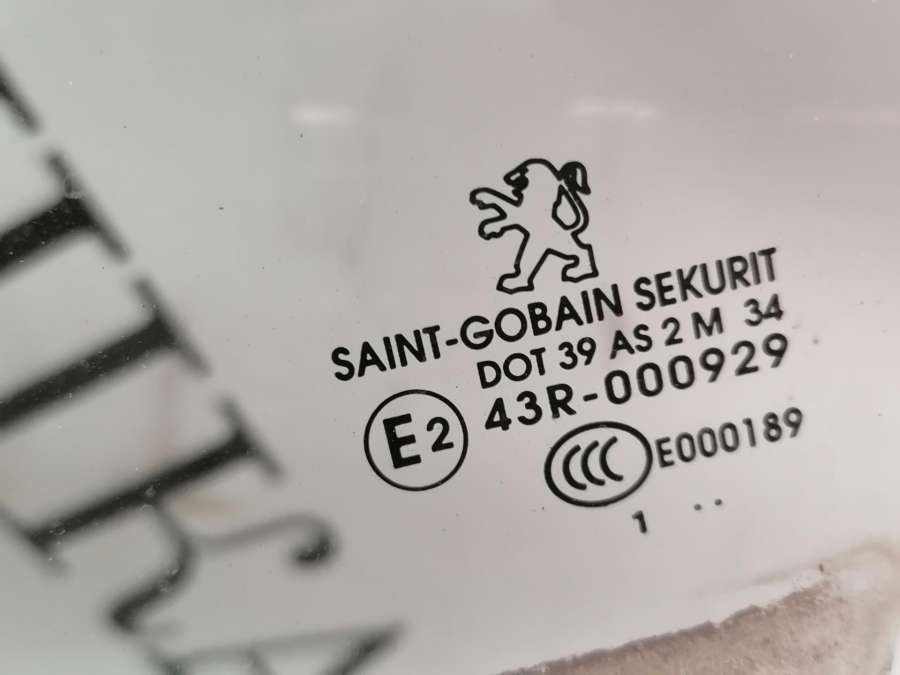 SAINT-GOBAIN SEKURIT
DOT 39 AS 2 M 34
E2 43R-000929
CCC E000189
1 ..